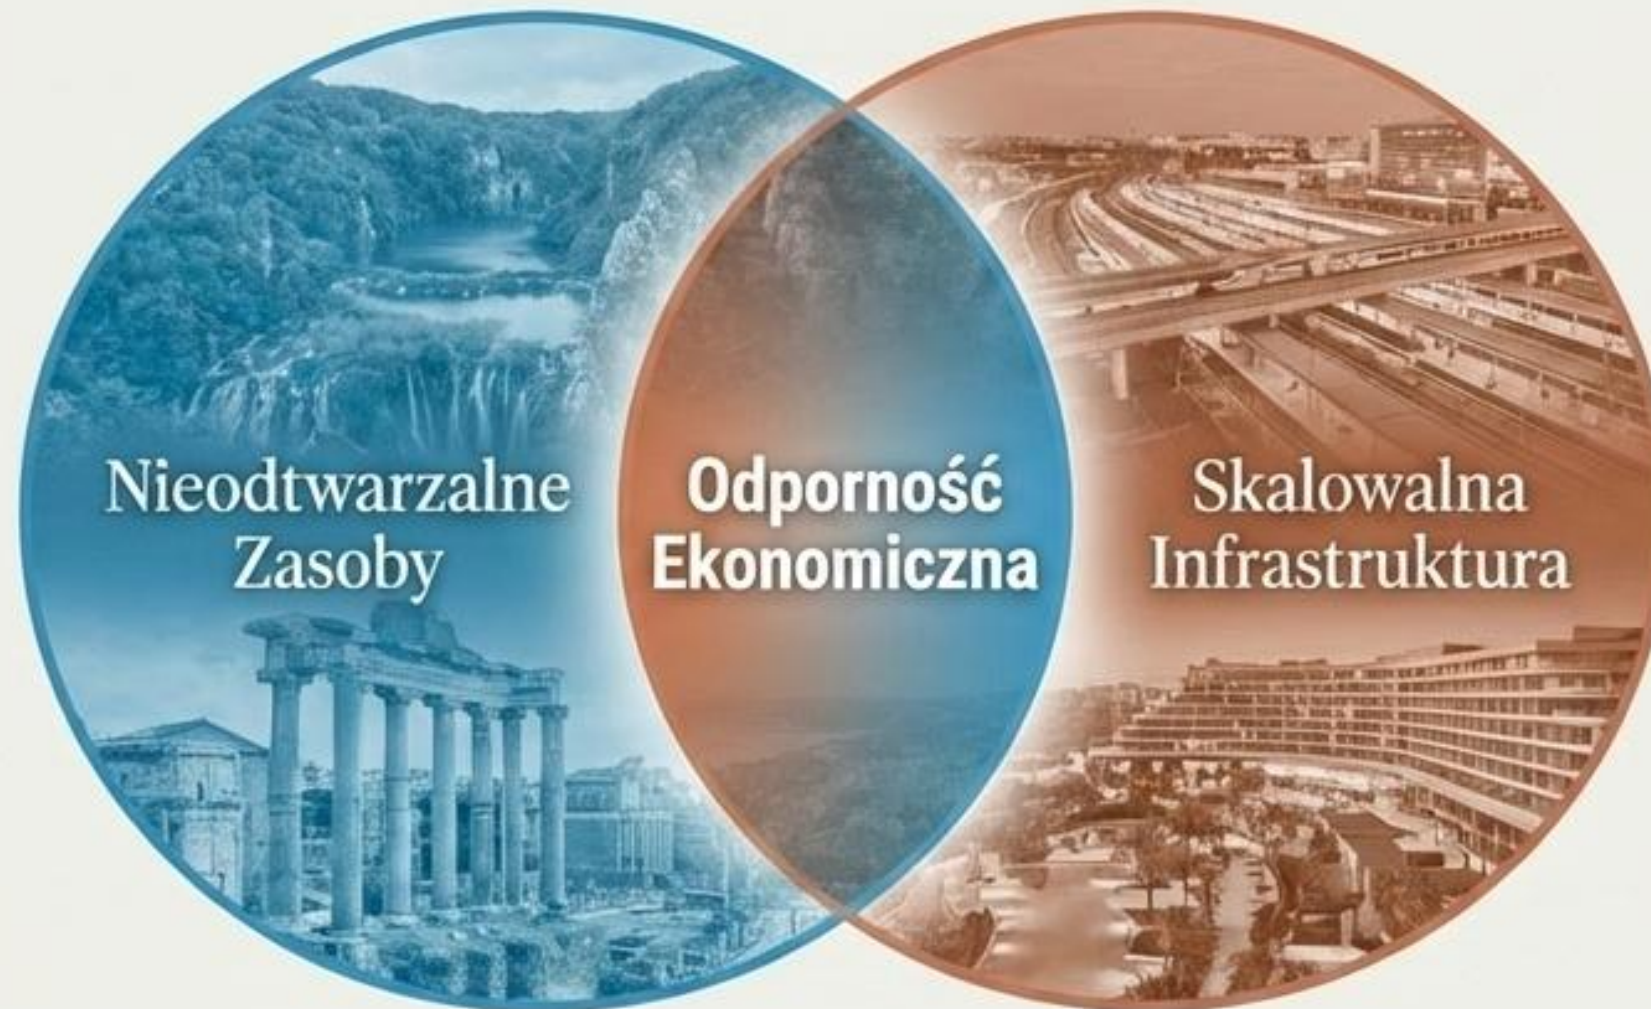 Nieodtwarzalne
Zasoby
Odporność
Ekonomiczna
Skalowalna
Infrastruktura